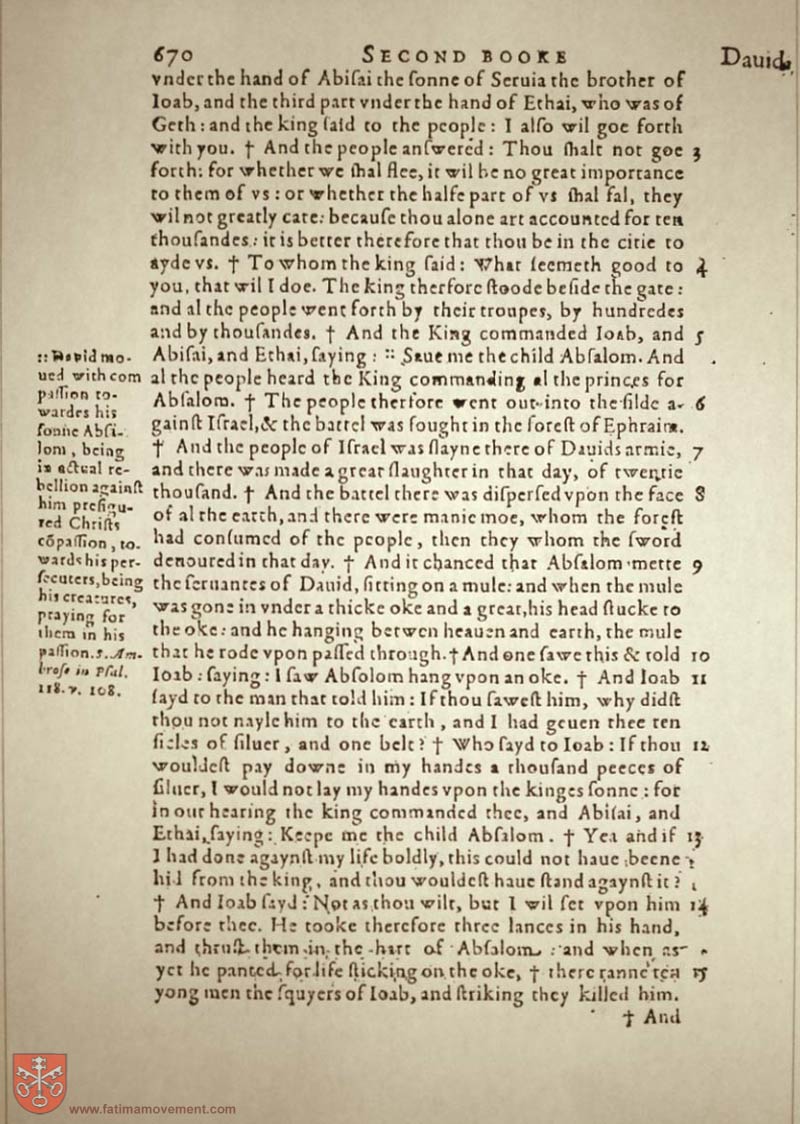 670 SECOND BOOKE Dauid
vnder the hand of Abiſai the ſonne of Seruia the brother of
Ioab, and the third part vnder the hand of Ethai, who was of
Geth: and the king ſaid to the people: I alſo wil goe forth
with you. † And the people anſwered: Thou ſhalt not goe 3
forth: for whether we ſhal flee, it wil be no great importance
to them of vs: or whether the halfe part of vs ſhal fal, they
wil not greatly care: becauſe thou alone art accounted for ten
thouſandes: it is better therefore that thou be in the citie to
ayde vs. † To whom the king ſaid: What ſeemeth good to 4
you, that wil I doe. The king therfore ſtoode beſide the gate:
and al the people went forth by their troupes, by hundredes
and by thouſandes. † And the King commanded Ioab, and 5
Abiſai, and Ethai, ſaying: :: Saue me the child Abſalom. And
al the people heard the King commanding al the princes for
Abſalom. † The people therfore went out into the filde a- 6
gainſt Iſrael, & the battel was fought in the foreſt of Ephraim.
† And the people of Iſrael was ſlayne there of Dauids armie, 7
and there was made a great ſlaughter in that day, of twentie
thouſand. † And the battel there was diſperſed vpon the face 8
of al the earth, and there were manie moe, whom the foreſt
had conſumed of the people, then they whom the ſword
deuoured in that day. † And it chanced that Abſalom mette 9
the ſeruantes of Dauid, ſitting on a mule: and when the mule
was gone in vnder a thicke oke and a great, his head ſtucke to
the oke: and he hanging betwen heauen and earth, the mule
that he rode vpon paſſed through. † And one ſawe this & told 10
Ioab: ſaying: I ſaw Abſolom hang vpon an oke. † And Ioab 11
ſayd to the man that told him: If thou ſaweſt him, why didſt
thou not nayle him to the earth, and I had geuen thee ten
ſicles of ſiluer, and one belt? † Who ſayd to Ioab: If thou 12
wouldeſt pay downe in my handes a thouſand peeces of
ſiluer, I would not lay my handes vpon the kinges ſonne: for
in our hearing the king commanded thee, and Abiſai, and
Ethai, ſaying: Keepe me the child Abſalom. † Yea and if 13
I had done agaynſt my life boldly, this could not haue beene
hid from the king, and thou wouldeſt haue ſtand agaynſt it?
† And Ioab ſayd: Not as thou wilt, but I wil ſet vpon him 14
before thee. He tooke therefore three lances in his hand,
and thruſt them in the hart of Abſalom: and when as
yet he panted for life ſticking on the oke, † there ranne ten 15
yong men the ſquyers of Ioab, and ſtriking they killed him.
† And
:: Dauid mo-
ued with com
paſſion to-
wardes his
ſonne Abſi-
lom, being
in actual re-
bellion againſt
him prefigu-
red Chriſts
cõpaſſion, to-
wards his per-
ſecuters, being
his creatures,
praying for
them in his
paſſion. S. Am-
broſe in Pſal.
118. v. 108.
www.fatimamovement.com